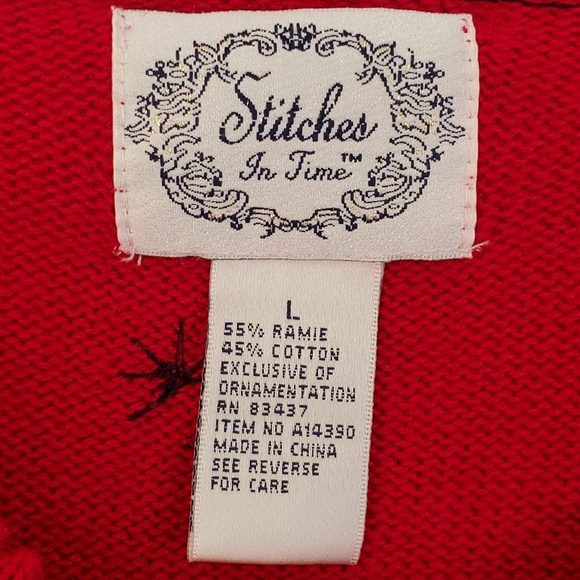 Stitches
In Time™
L
55% RAMIE
45% COTTON
EXCLUSIVE OF
ORNAMENTATION
RN 83437
ITEM NO A14390
MADE IN CHINA
SEE REVERSE
FOR CARE